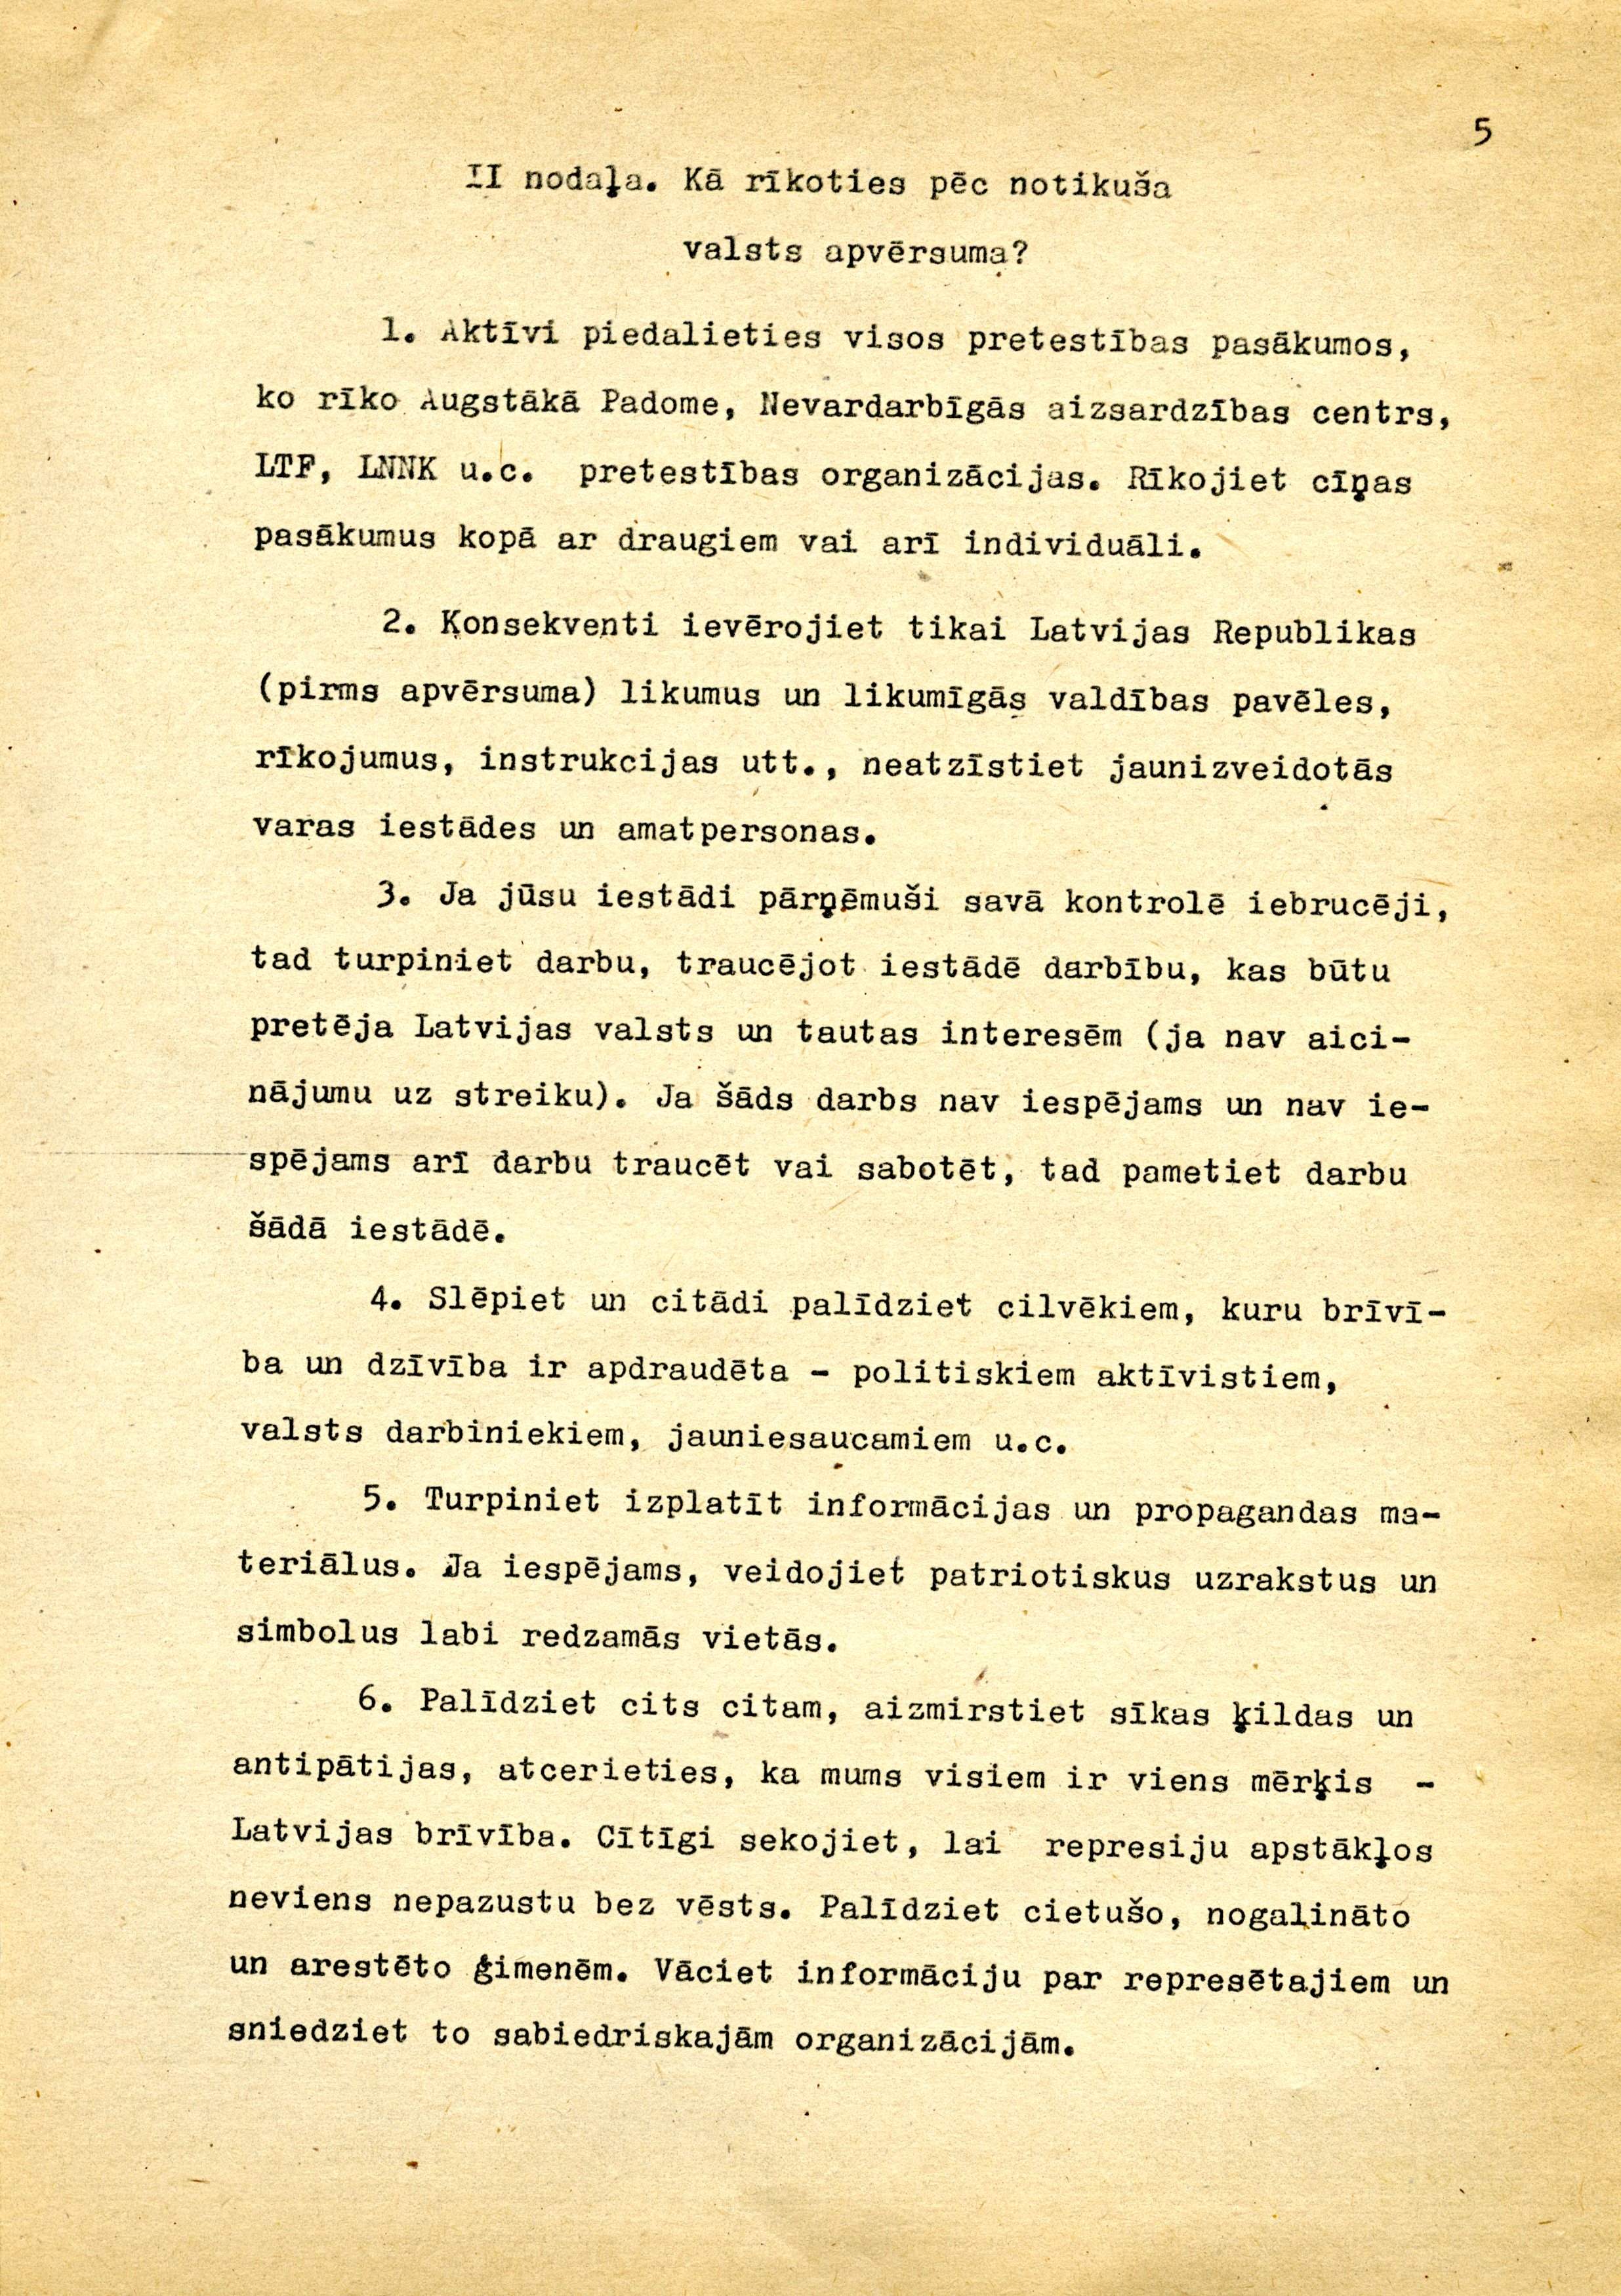 5
II nodaļa. Kā rīkoties pēc notikuša
valsts apvērsuma?
1. Aktīvi piedalieties visos pretestības pasākumos,
ko rīko Augstākā Padome, Nevardarbīgās aizsardzības centrs,
LTF, LNNK u.c. pretestības organizācijas. Rīkojiet cīņas
pasākumus kopā ar draugiem vai arī individuāli.
2. Konsekventi ievērojiet tikai Latvijas Republikas
(pirms apvērsuma) likumus un likumīgās valdības pavēles,
rīkojumus, instrukcijas utt., neatzīstiet jaunizveidotās
varas iestādes un amatpersonas.
3. Ja jūsu iestādi pārņēmuši savā kontrolē iebrucēji,
tad turpiniet darbu, traucējot iestādē darbību, kas būtu
pretēja Latvijas valsts un tautas interesēm (ja nav aici-
nājumu uz streiku). Ja šāds darbs nav iespējams un nav ie-
spējams arī darbu traucēt vai sabotēt, tad pametiet darbu
šādā iestādē.
4. Slēpiet un citādi palīdziet cilvēkiem, kuru brīvī-
ba un dzīvība ir apdraudēta - politiskiem aktīvistiem,
valsts darbiniekiem, jauniesaucamiem u.c.
5. Turpiniet izplatīt informācijas un propagandas ma-
teriālus. Ja iespējams, veidojiet patriotiskus uzrakstus un
simbolus labi redzamās vietās.
6. Palīdziet cits citam, aizmirstiet sīkas ķildas un
antipātijas, atcerieties, ka mums visiem ir viens mērķis -
Latvijas brīvība. Cītīgi sekojiet, lai represiju apstākļos
neviens nepazustu bez vēsts. Palīdziet cietušo, nogalināto
un arestēto ģimenēm. Vāciet informāciju par represētajiem un
sniedziet to sabiedriskajām organizācijām.